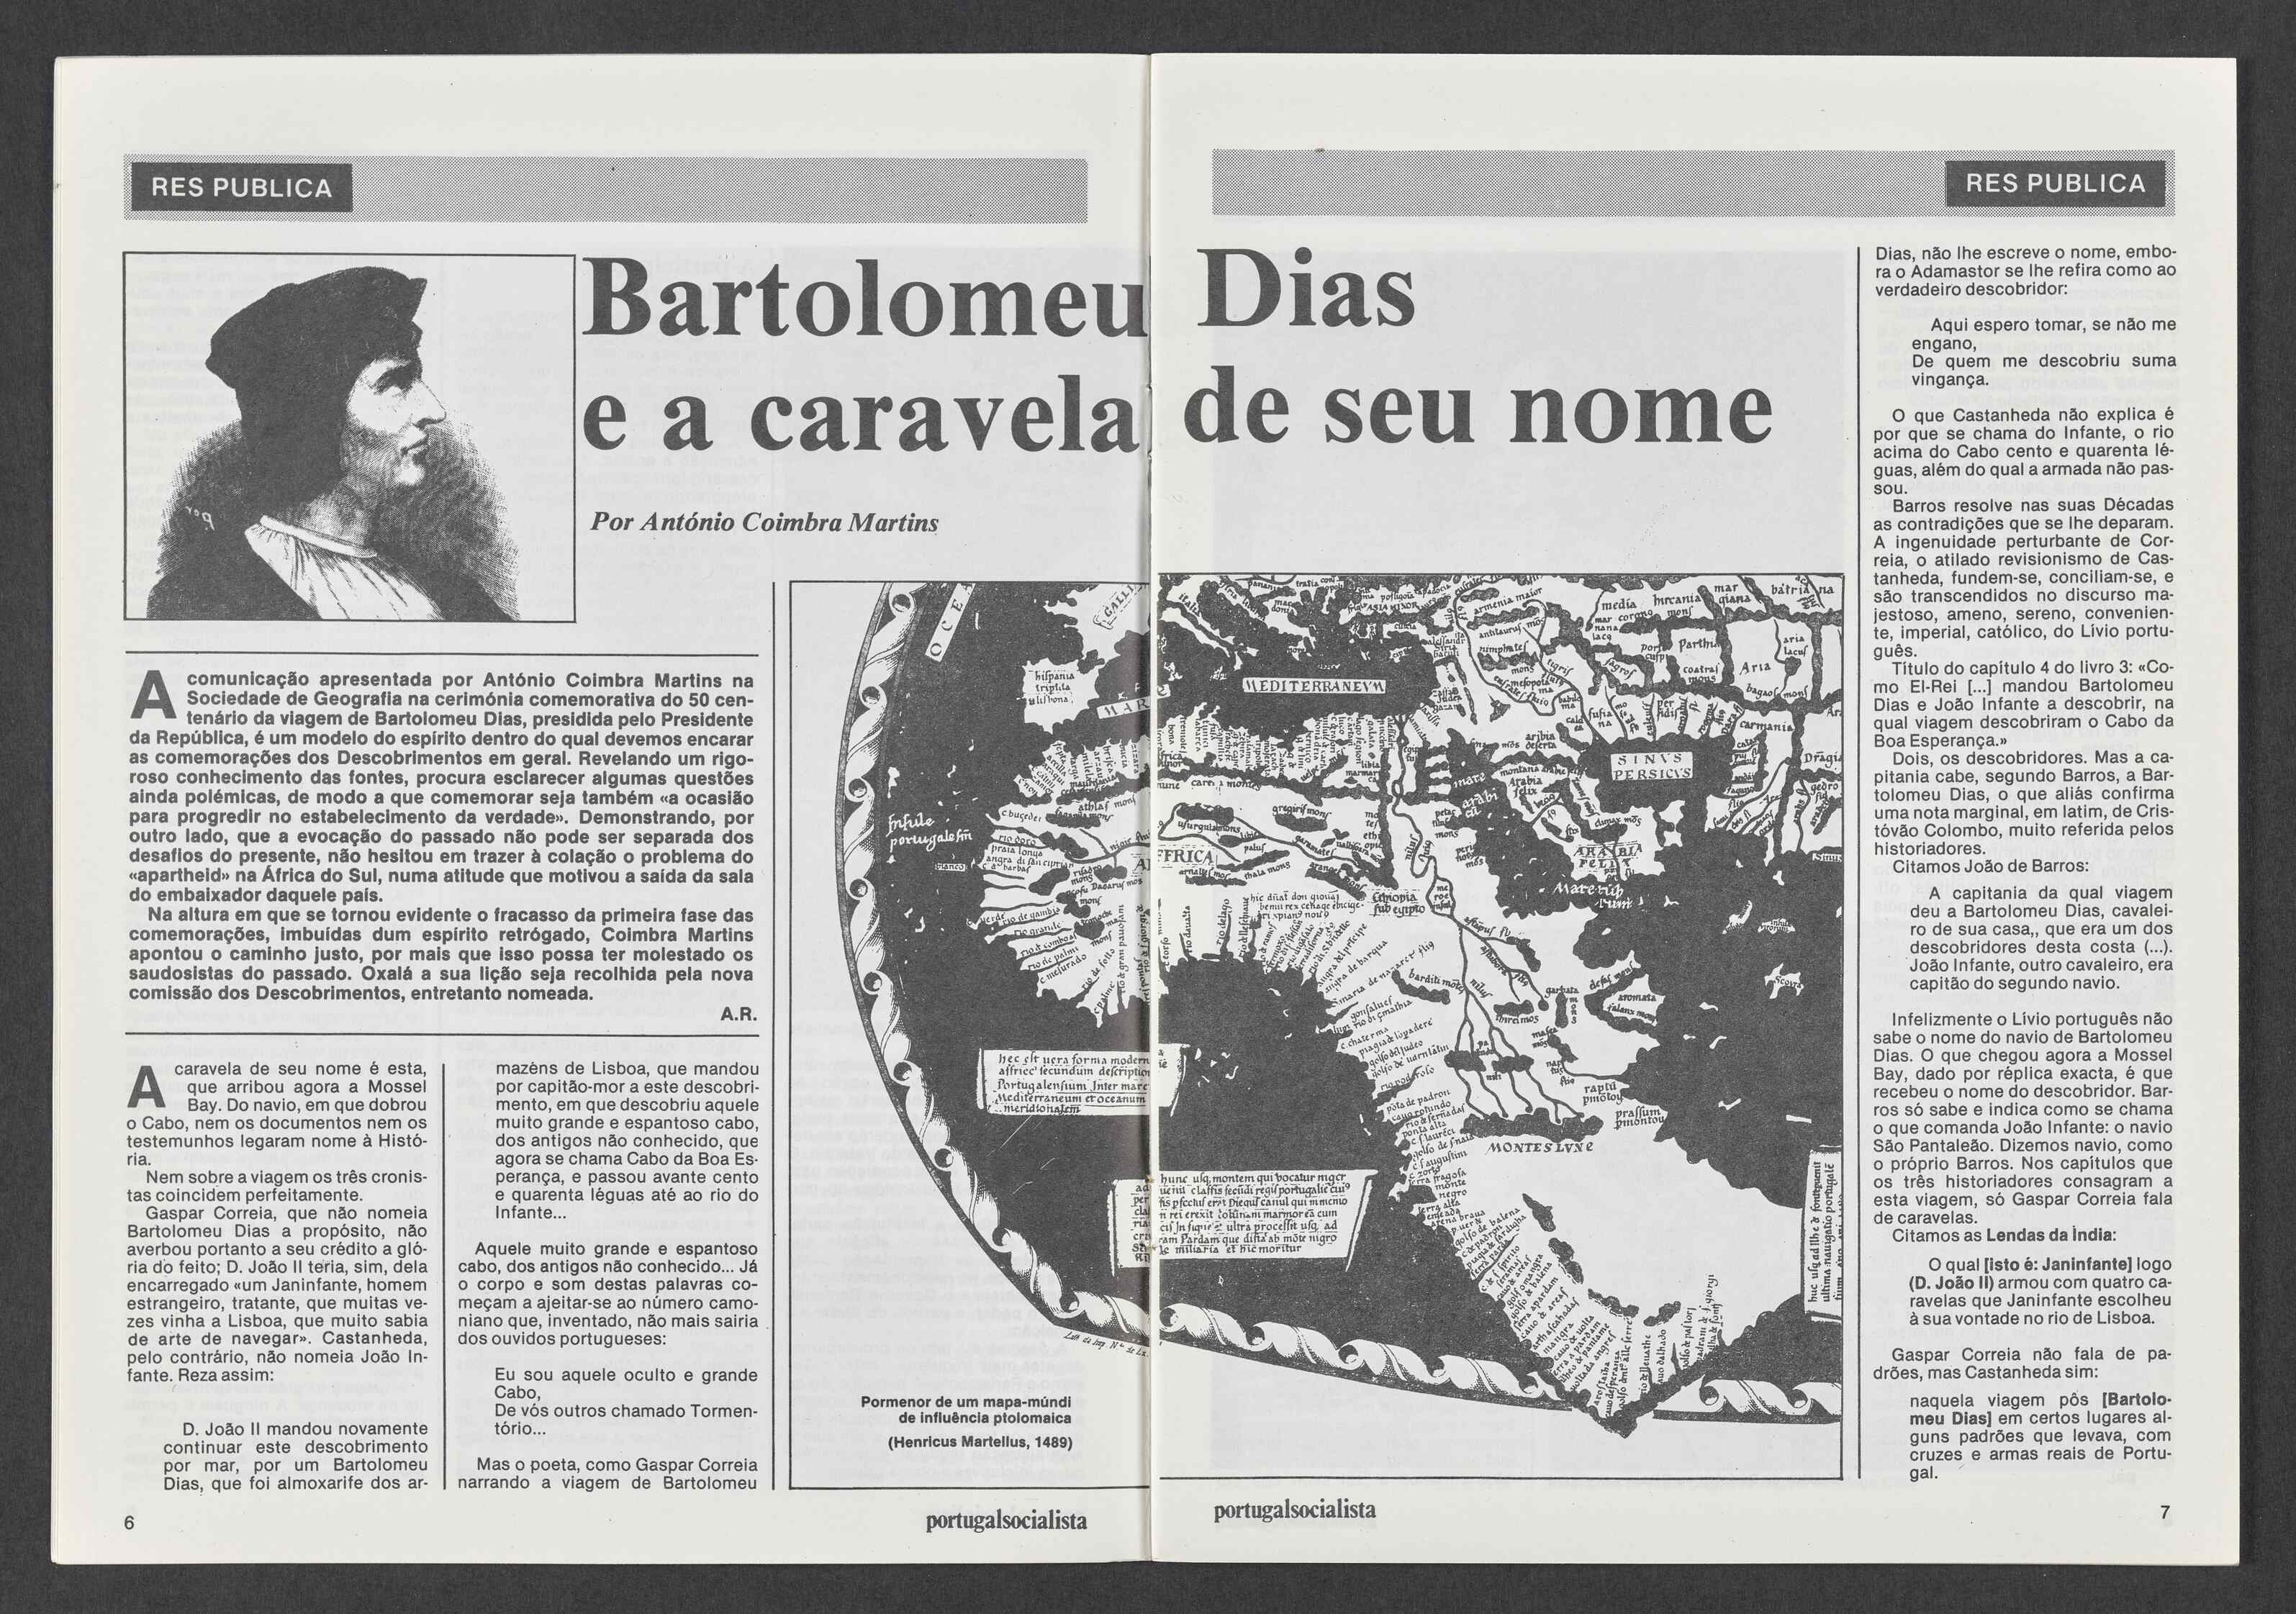 RES PUBLICA
Bartolomeu Dias
e a caravela de seu nome
Por António Coimbra Martins
A comunicação apresentada por António Coimbra Martins na
Sociedade de Geografia na cerimónia comemorativa do 50 cen-
tenário da viagem de Bartolomeu Dias, presidida pelo Presidente
da República, é um modelo do espírito dentro do qual devemos encarar
as comemorações dos Descobrimentos em geral. Revelando um rigo-
roso conhecimento das fontes, procura esclarecer algumas questões
ainda polémicas, de modo a que comemorar seja também «a ocasião
para progredir no estabelecimento da verdade». Demonstrando, por
outro lado, que a evocação do passado não pode ser separada dos
desafios do presente, não hesitou em trazer à colação o problema do
«apartheid» na África do Sul, numa atitude que motivou a saída da sala
do embaixador daquele país.
Na altura em que se tornou evidente o fracasso da primeira fase das
comemorações, imbuídas dum espírito retrógado, Coimbra Martins
apontou o caminho justo, por mais que isso possa ter molestado os
saudosistas do passado. Oxalá a sua lição seja recolhida pela nova
comissão dos Descobrimentos, entretanto nomeada.
A.R.
A caravela de seu nome é esta,
que arribou agora a Mossel
Bay. Do navio, em que dobrou
o Cabo, nem os documentos nem os
testemunhos legaram nome à Histó-
ria.
Nem sobre a viagem os três cronis-
tas coincidem perfeitamente.
Gaspar Correia, que não nomeia
Bartolomeu Dias a propósito, não
averbou portanto a seu crédito a gló-
ria do feito; D. João II teria, sim, dela
encarregado «um Janinfante, homem
estrangeiro, tratante, que muitas ve-
zes vinha a Lisboa, que muito sabia
de arte de navegar». Castanheda,
pelo contrário, não nomeia João In-
fante. Reza assim:
D. João II mandou novamente
continuar este descobrimento
por mar, por um Bartolomeu
Dias, que foi almoxarife dos ar-
mazéns de Lisboa, que mandou
por capitão-mor a este descobri-
mento, em que descobriu aquele
muito grande e espantoso cabo,
dos antigos não conhecido, que
agora se chama Cabo da Boa Es-
perança, e passou avante cento
e quarenta léguas até ao rio do
Infante...
Aquele muito grande e espantoso
cabo, dos antigos não conhecido... Já
o corpo e som destas palavras co-
meçam a ajeitar-se ao número camo-
niano que, inventado, não mais sairia
dos ouvidos portugueses:
Eu sou aquele oculto e grande
Cabo,
De vós outros chamado Tormen-
tório...
Mas o poeta, como Gaspar Correia
narrando a viagem de Bartolomeu
MEDITERRANEVM
SINVS
PERSICVS
hispania
Insule
portugalesim
FFRICA
hec est uera forma modern
affrice secundum descriptio
Portugalensium Inter mare
Mediterraneum et oceanum
meridionalem
MONTES LVNE
Pormenor de um mapa-múndi
de influência ptolomaica
(Henricus Martellus, 1489)
6
portugalsocialista
RES PUBLICA
Dias, não lhe escreve o nome, embo-
ra o Adamastor se lhe refira como ao
verdadeiro descobridor:
Aqui espero tomar, se não me
engano,
De quem me descobriu suma
vingança.
O que Castanheda não explica é
por que se chama do Infante, o rio
acima do Cabo cento e quarenta lé-
guas, além do qual a armada não pas-
sou.
Barros resolve nas suas Décadas
as contradições que se lhe deparam.
A ingenuidade perturbante de Cor-
reia, o atilado revisionismo de Cas-
tanheda, fundem-se, conciliam-se, e
são transcendidos no discurso ma-
jestoso, ameno, sereno, convenien-
te, imperial, católico, do Lívio portu-
guês.
Título do capítulo 4 do livro 3: «Co-
mo El-Rei [...] mandou Bartolomeu
Dias e João Infante a descobrir, na
qual viagem descobriram o Cabo da
Boa Esperança.»
Dois, os descobridores. Mas a ca-
pitania cabe, segundo Barros, a Bar-
tolomeu Dias, o que aliás confirma
uma nota marginal, em latim, de Cris-
tóvão Colombo, muito referida pelos
historiadores.
Citamos João de Barros:
A capitania da qual viagem
deu a Bartolomeu Dias, cavalei-
ro de sua casa,, que era um dos
descobridores desta costa (...).
João Infante, outro cavaleiro, era
capitão do segundo navio.
Infelizmente o Lívio português não
sabe o nome do navio de Bartolomeu
Dias. O que chegou agora a Mossel
Bay, dado por réplica exacta, é que
recebeu o nome do descobridor. Bar-
ros só sabe e indica como se chama
o que comanda João Infante: o navio
São Pantaleão. Dizemos navio, como
o próprio Barros. Nos capítulos que
os três historiadores consagram a
esta viagem, só Gaspar Correia fala
de caravelas.
Citamos as Lendas da Índia:
O qual [isto é: Janinfante] logo
(D. João II) armou com quatro ca-
ravelas que Janinfante escolheu
à sua vontade no rio de Lisboa.
Gaspar Correia não fala de pa-
drões, mas Castanheda sim:
naquela viagem pôs [Bartolo-
meu Dias] em certos lugares al-
guns padrões que levava, com
cruzes e armas reais de Portu-
gal.
portugalsocialista
7